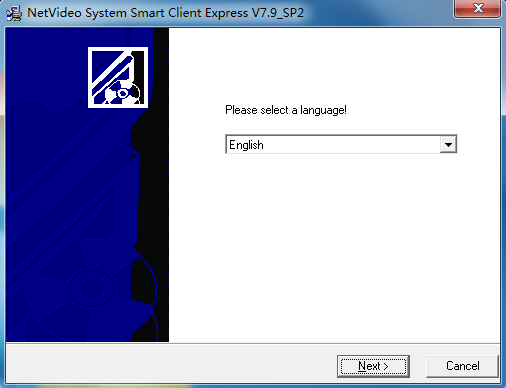 NetVideo System Smart Client Express V7.9_SP2
Please select a language!
English
Next >
Cancel